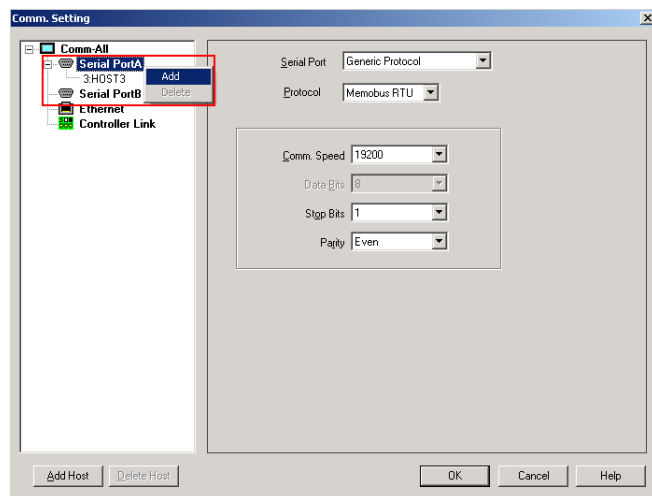 Comm. Setting
Comm-All
Serial PortA
3:HOST3
Serial PortB
Ethernet
Controller Link
Add
Delete
Serial Port Generic Protocol
Protocol Memobus RTU
Comm. Speed 19200
Data Bits 8
Stop Bits 1
Parity Even
Add Host Delete Host OK Cancel Help